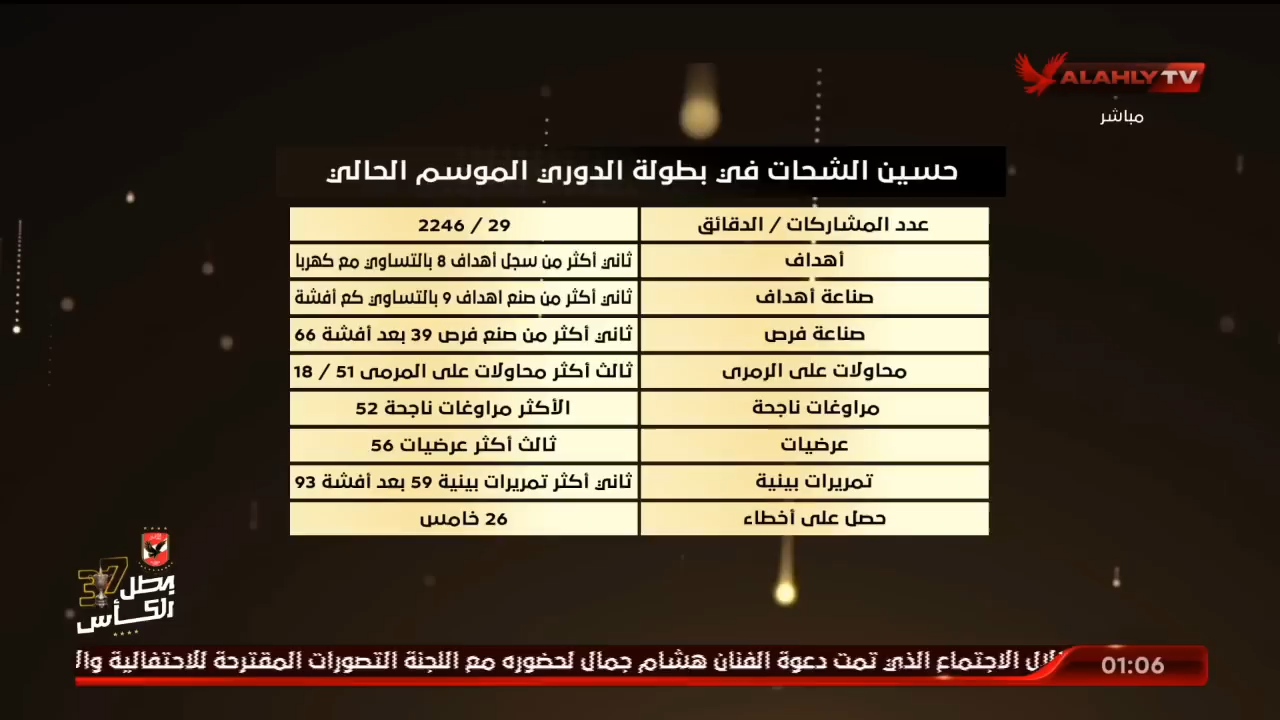 ALAHLY TV
مباشر
حسين الشحات في بطولة الدوري الموسم الحالي
عدد المشاركات / الدقائق 29 / 2246
أهداف ثاني أكثر من سجل أهداف 8 بالتساوي مع كهربا
صناعة أهداف ثاني أكثر من صنع اهداف 9 بالتساوي كع أفشة
صناعة فرص ثاني أكثر من صنع فرص 39 بعد أفشة 66
محاولات على الرمرى ثالث أكثر محاولات على المرمى 51 / 18
مراوغات ناجحة الأكثر مراوغات ناجحة 52
عرضيات ثالث أكثر عرضيات 56
تمريرات بينية ثاني أكثر تمريرات بينية 59 بعد أفشة 93
حصل على أخطاء 26 خامس
37
بطل
الكأس
الاجتماع الذي تمت دعوة الفنان هشام جمال لحضوره مع اللجنة التصورات المقترحة للاحتفالية
01:06